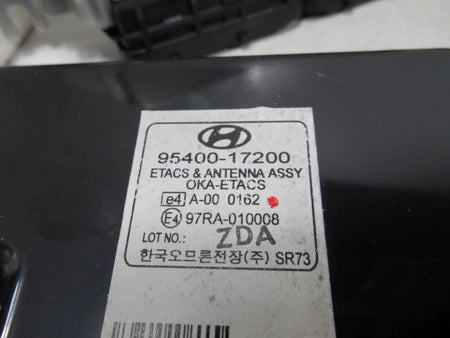 95400-17200
ETACS & ANTENNA ASSY
OKA-ETACS
e4 A-00 0162
E4 97RA-010008
LOT NO.: ZDA
한국오므론전장(주) SR73